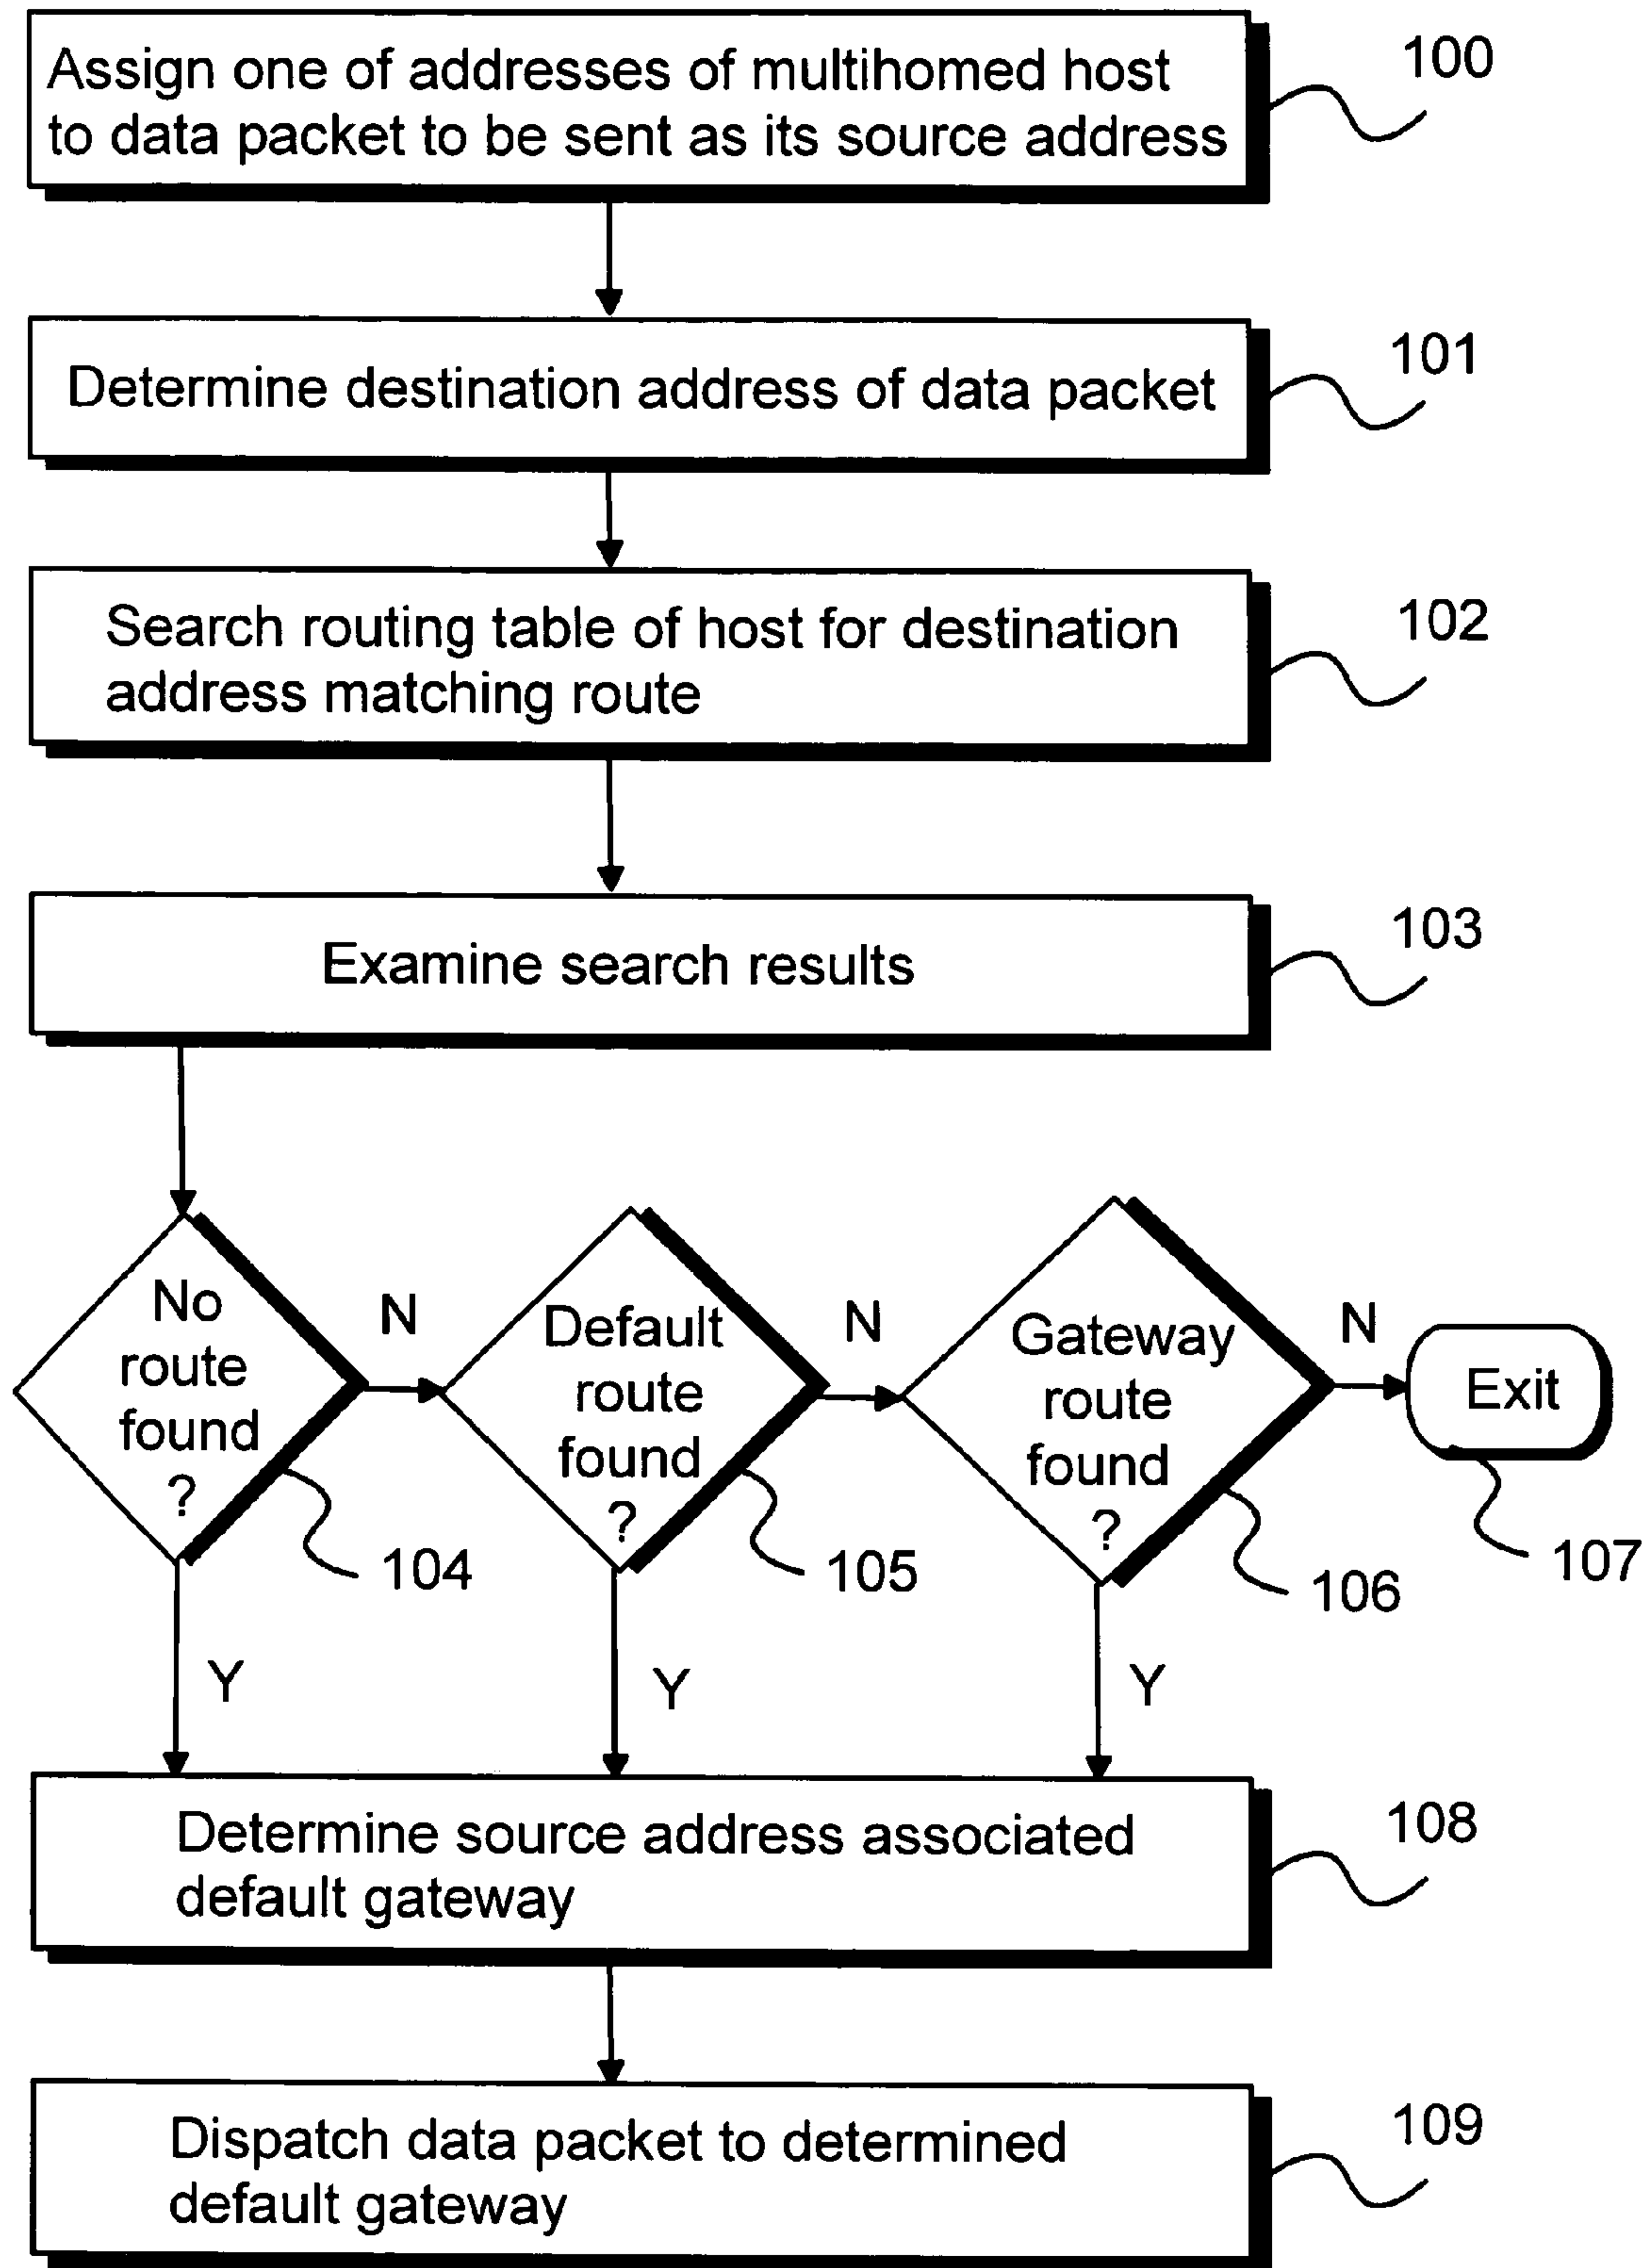 Assign one of addresses of multihomed host
to data packet to be sent as its source address
100
Determine destination address of data packet
101
Search routing table of host for destination
address matching route
102
Examine search results
103
No
route
found
?
104
N
Default
route
found
?
105
N
Gateway
route
found
?
106
N
Exit
107
Y
Y
Y
Determine source address associated
default gateway
108
Dispatch data packet to determined
default gateway
109